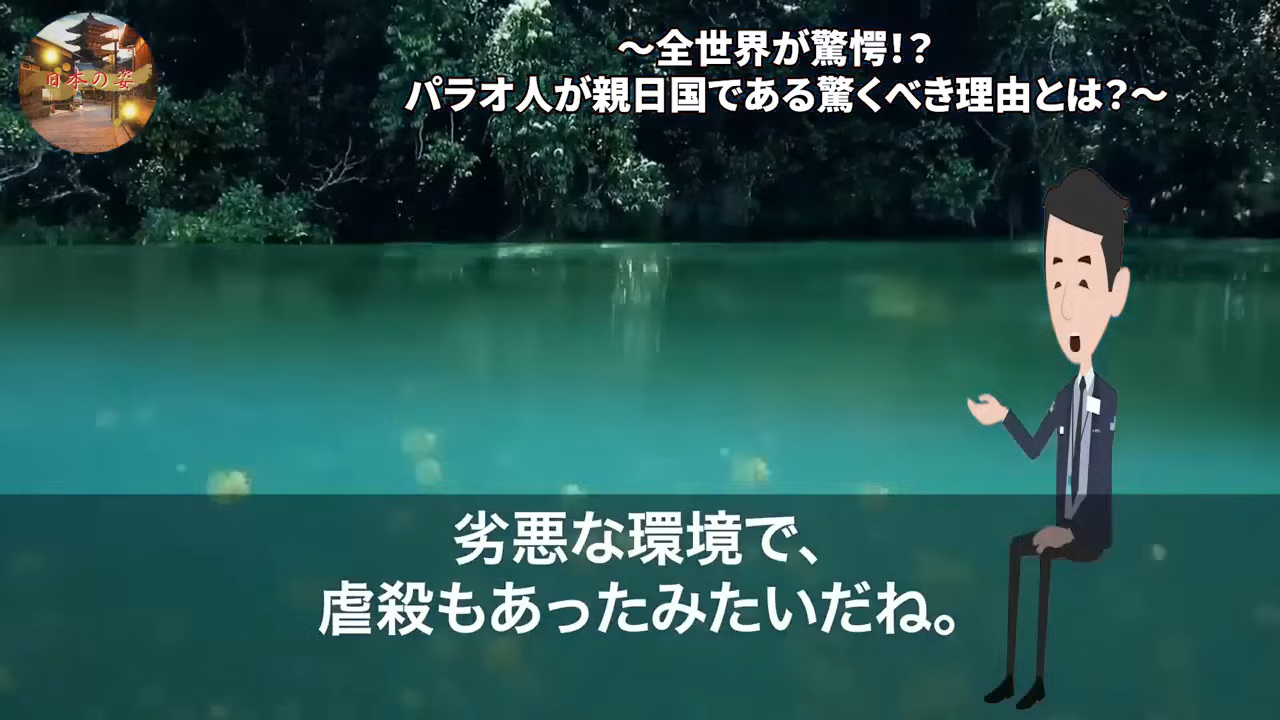 日本の姿
～全世界が驚愕!？
パラオ人が親日国である驚くべき理由とは？～
劣悪な環境で、
虐殺もあったみたいだね。